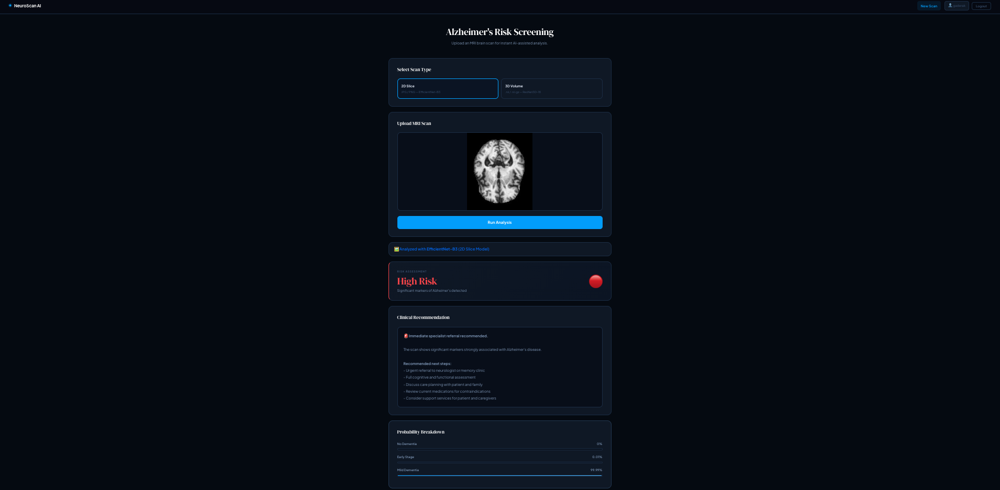 NeuroScan AI
New Scan
gadarsik
Logout
Alzheimer's Risk Screening
Upload an MRI brain scan for instant AI-assisted analysis.
Select Scan Type
2D Slice
JPG / PNG — EfficientNet-B3
3D Volume
.nii / .nii.gz — ResNet3D-18
Upload MRI Scan
Run Analysis
Analyzed with EfficientNet-B3 (2D Slice Model)
RISK ASSESSMENT
High Risk
Significant markers of Alzheimer's detected
Clinical Recommendation
Immediate specialist referral recommended.
The scan shows significant markers strongly associated with Alzheimer's disease.
Recommended next steps:
- Urgent referral to neurologist or memory clinic
- Full cognitive and functional assessment
- Discuss care planning with patient and family
- Review current medications for contraindications
- Consider support services for patient and caregivers
Probability Breakdown
No Dementia 0%
Early Stage 0.01%
Mild Dementia 99.99%